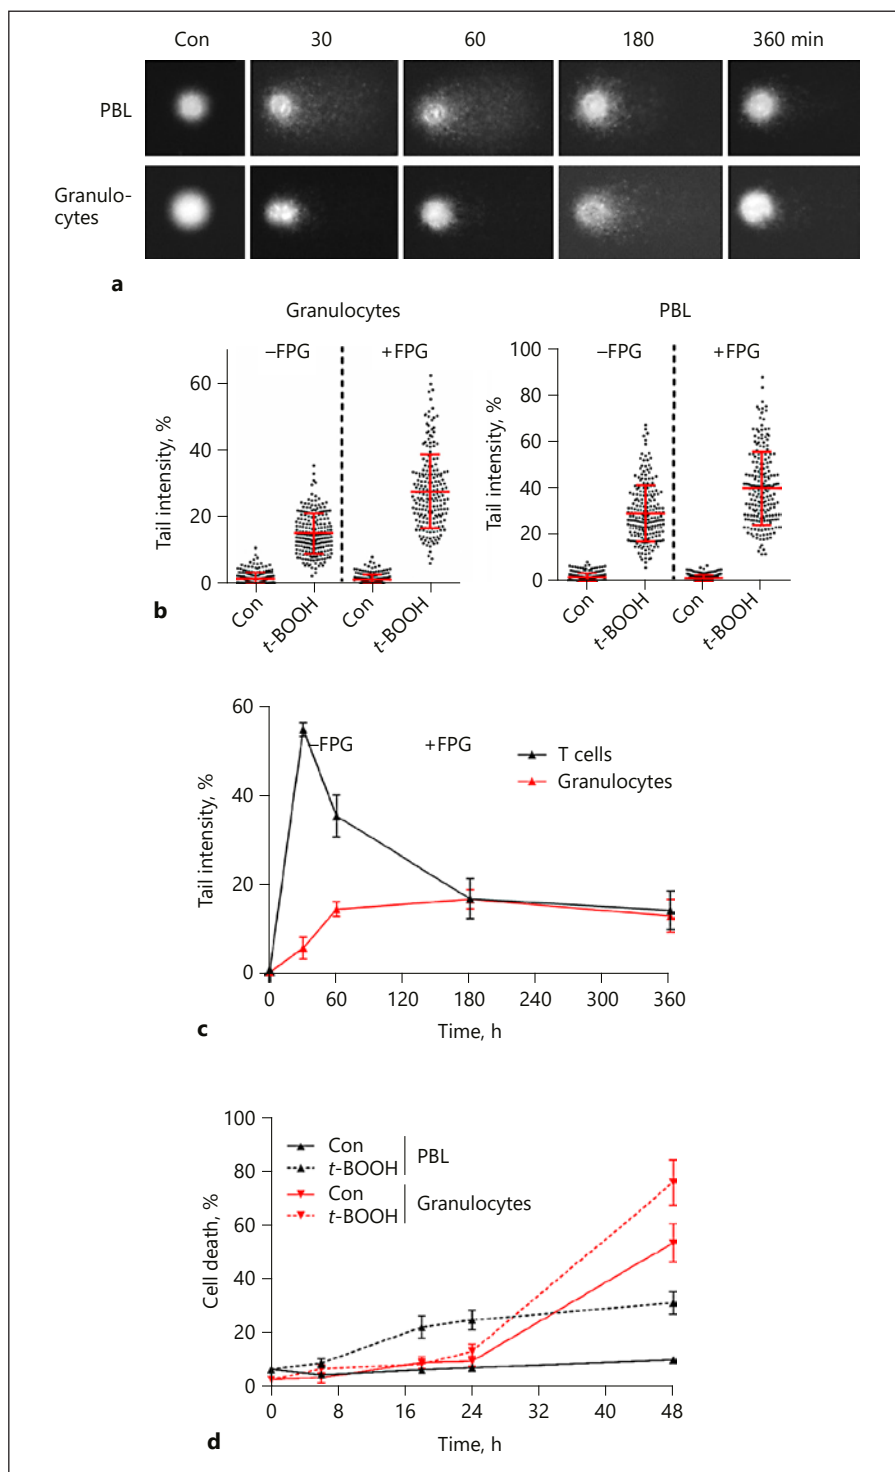 Con 30 60 180 360 min
PBL
Granulo-
cytes
a
Granulocytes PBL
–FPG +FPG –FPG +FPG
Tail intensity, %
60
40
20
0
Con t-BOOH Con t-BOOH
Tail intensity, %
100
80
60
40
20
0
Con t-BOOH Con t-BOOH
b
Tail intensity, %
60
40
20
0
–FPG +FPG
T cells
Granulocytes
0 60 120 180 240 300 360
Time, h
c
Cell death, %
100
80
60
40
20
0
Con
t-BOOH
PBL
Con
t-BOOH
Granulocytes
0 8 16 24 32 40 48
Time, h
d